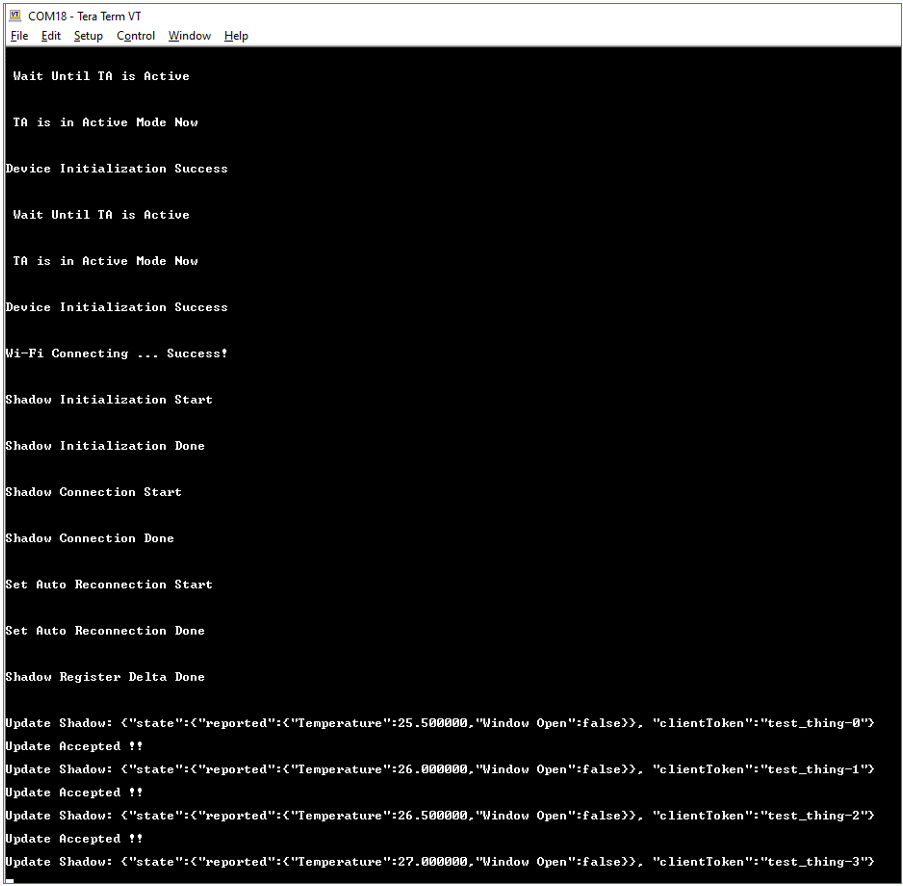 COM18 - Tera Term VT
File Edit Setup Control Window Help
Wait Until TA is Active
TA is in Active Mode Now
Device Initialization Success
Wait Until TA is Active
TA is in Active Mode Now
Device Initialization Success
Wi-Fi Connecting ... Success!
Shadow Initialization Start
Shadow Initialization Done
Shadow Connection Start
Shadow Connection Done
Set Auto Reconnection Start
Set Auto Reconnection Done
Shadow Register Delta Done
Update Shadow: {"state":{"reported":{"Temperature":25.500000,"Window Open":false}}, "clientToken":"test_thing-0"}
Update Accepted !!
Update Shadow: {"state":{"reported":{"Temperature":26.000000,"Window Open":false}}, "clientToken":"test_thing-1"}
Update Accepted !!
Update Shadow: {"state":{"reported":{"Temperature":26.500000,"Window Open":false}}, "clientToken":"test_thing-2"}
Update Accepted !!
Update Shadow: {"state":{"reported":{"Temperature":27.000000,"Window Open":false}}, "clientToken":"test_thing-3"}